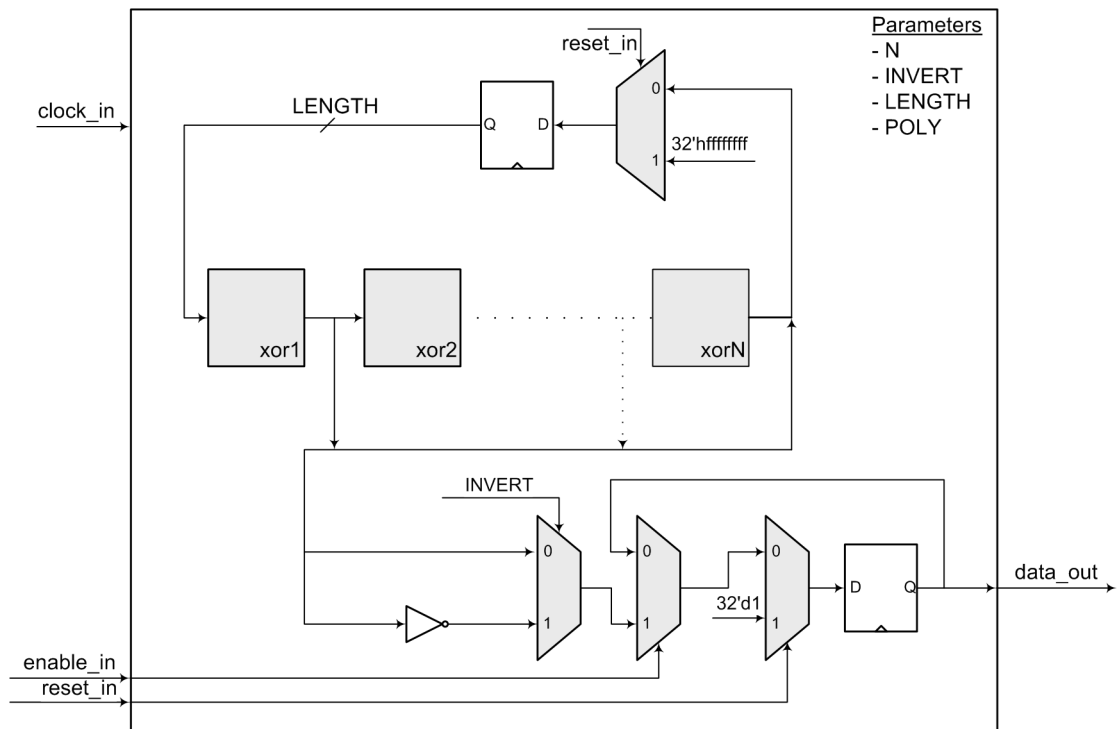 Parameters
- N
- INVERT
- LENGTH
- POLY
reset_in
0
clock_in
LENGTH
Q
D
32'hffffffff
1
xor1
xor2
xorN
INVERT
0
0
0
data_out
D
Q
32'd1
1
1
1
enable_in
reset_in